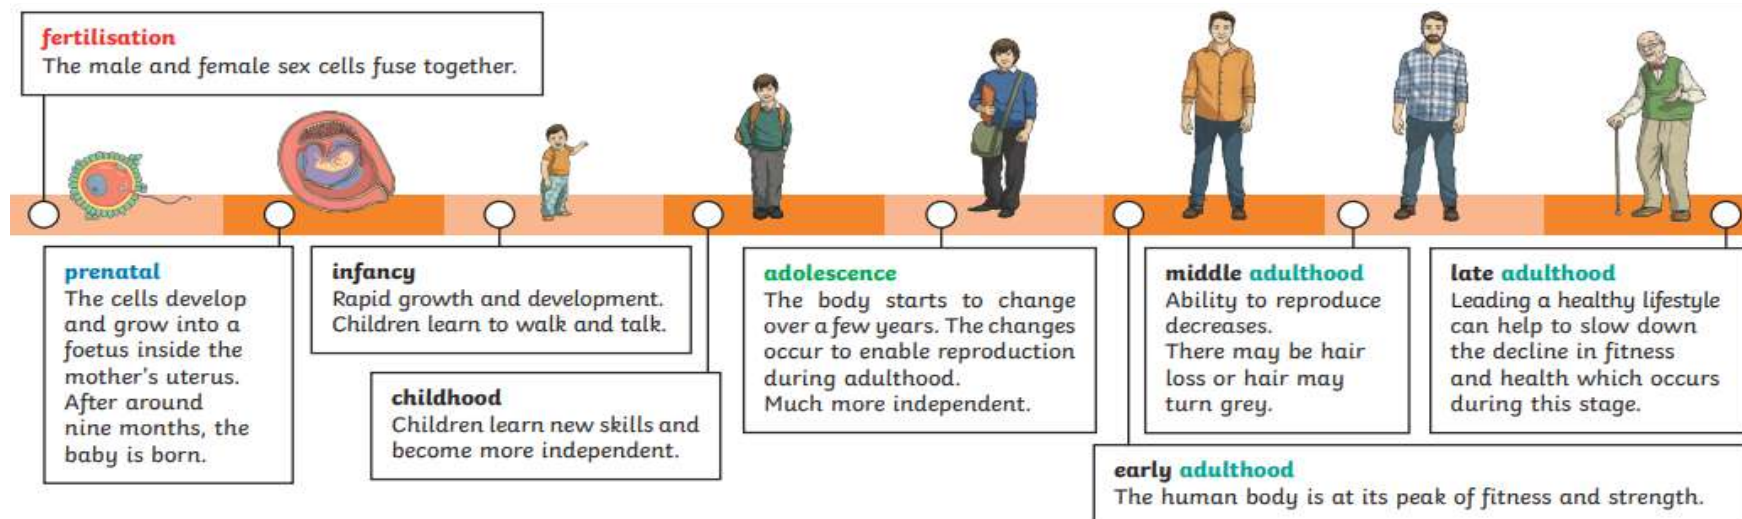 fertilisation
The male and female sex cells fuse together.
prenatal
The cells develop
and grow into a
foetus inside the
mother's uterus.
After around
nine months, the
baby is born.
infancy
Rapid growth and development.
Children learn to walk and talk.
childhood
Children learn new skills and
become more independent.
adolescence
The body starts to change
over a few years. The changes
occur to enable reproduction
during adulthood.
Much more independent.
early adulthood
The human body is at its peak of fitness and strength.
middle adulthood
Ability to reproduce
decreases.
There may be hair
loss or hair may
turn grey.
late adulthood
Leading a healthy lifestyle
can help to slow down
the decline in fitness
and health which occurs
during this stage.